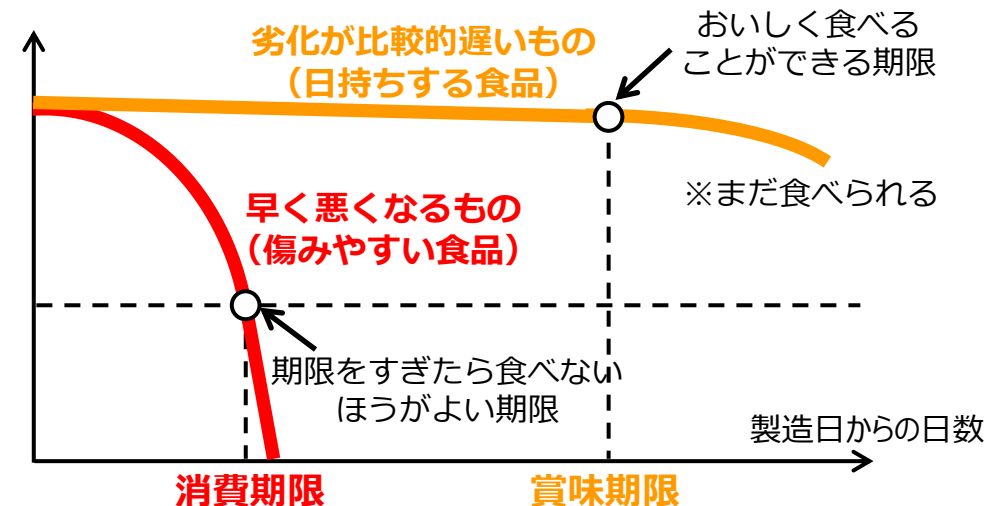 劣化が比較的遅いもの
（日持ちする食品）
おいしく食べる
ことができる期限
※まだ食べられる
早く悪くなるもの
（傷みやすい食品）
期限をすぎたら食べない
ほうがよい期限
製造日からの日数
消費期限
賞味期限